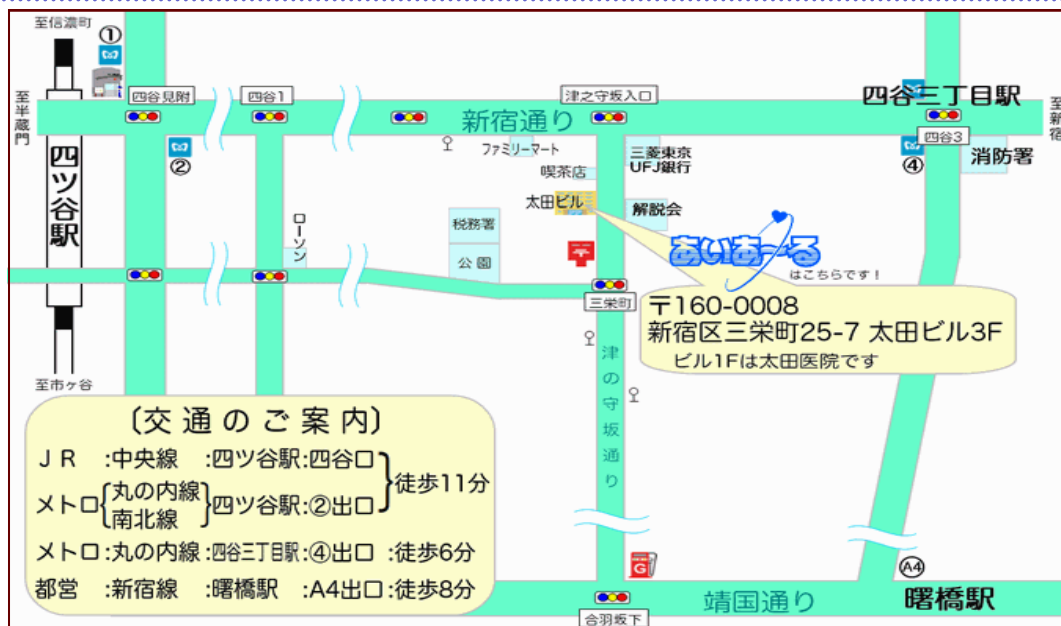 至信濃町
①
四谷見附
四谷1
津之守坂入口
四谷三丁目駅
至半蔵門
新宿通り
至新宿
四谷3
②
ファミリーマート
三菱東京
UFJ銀行
④
消防署
喫茶店
四ツ谷駅
太田ビル
解説会
ローソン
税務署
公園
〒
あいあ〜る
はこちらです！
三栄町
〒160-0008
新宿区三栄町25-7 太田ビル3F
ビル1Fは太田医院です
至市ヶ谷
津の守坂通り
〔交通のご案内〕
JR :中央線 :四ツ谷駅:四谷口
メトロ{丸の内線
南北線}四ツ谷駅:②出口}徒歩11分
メトロ:丸の内線:四谷三丁目駅:④出口 :徒歩6分
都営 :新宿線 :曙橋駅 :A4出口:徒歩8分
G
A4
靖国通り
曙橋駅
合羽坂下